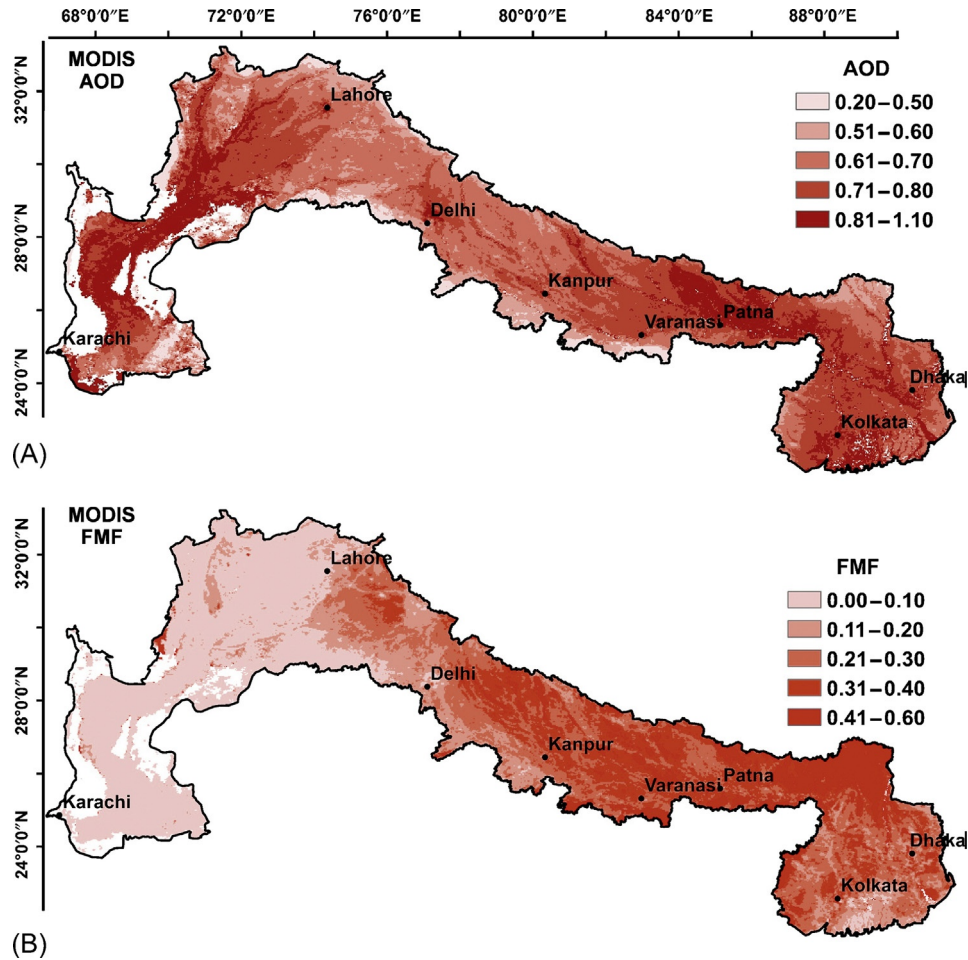 68°0'0"E 72°0'0"E 76°0'0"E 80°0'0"E 84°0'0"E 88°0'0"E
MODIS
AOD
AOD
0.20–0.50
0.51–0.60
0.61–0.70
0.71–0.80
0.81–1.10
32°0'0"N
28°0'0"N
24°0'0"N
Lahore
Delhi
Kanpur
Varanasi
Patna
Karachi
Dhaka
Kolkata
(A)
MODIS
FMF
FMF
0.00–0.10
0.11–0.20
0.21–0.30
0.31–0.40
0.41–0.60
32°0'0"N
28°0'0"N
24°0'0"N
Lahore
Delhi
Kanpur
Varanasi
Patna
Karachi
Dhaka
Kolkata
(B)